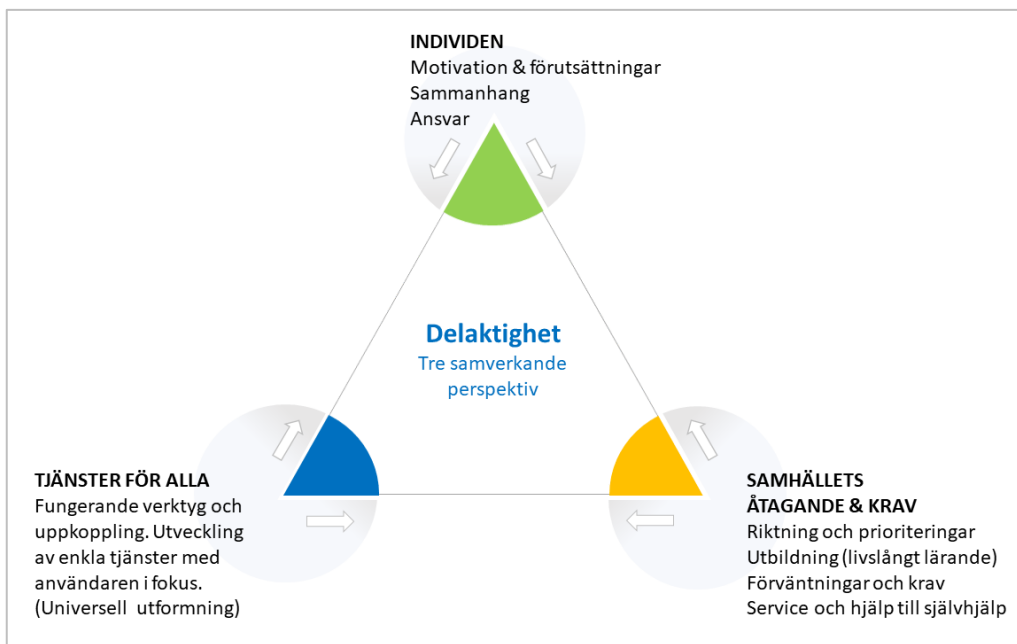 INDIVIDEN
Motivation & förutsättningar
Sammanhang
Ansvar
Delaktighet
Tre samverkande
perspektiv
TJÄNSTER FÖR ALLA
Fungerande verktyg och
uppkoppling. Utveckling
av enkla tjänster med
användaren i fokus.
(Universell utformning)
SAMHÄLLETS
ÅTAGANDE & KRAV
Riktning och prioriteringar
Utbildning (livslångt lärande)
Förväntningar och krav
Service och hjälp till självhjälp